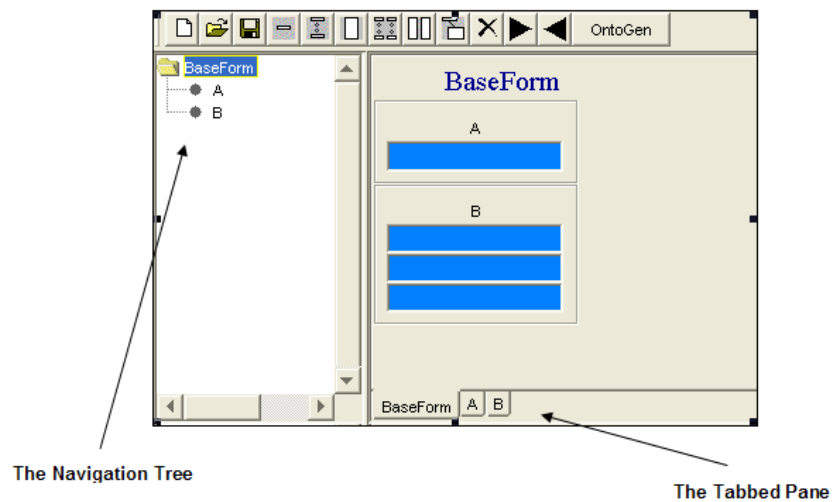 OntoGen
BaseForm
A
B
BaseForm
A
B
BaseForm A B
The Navigation Tree
The Tabbed Pane